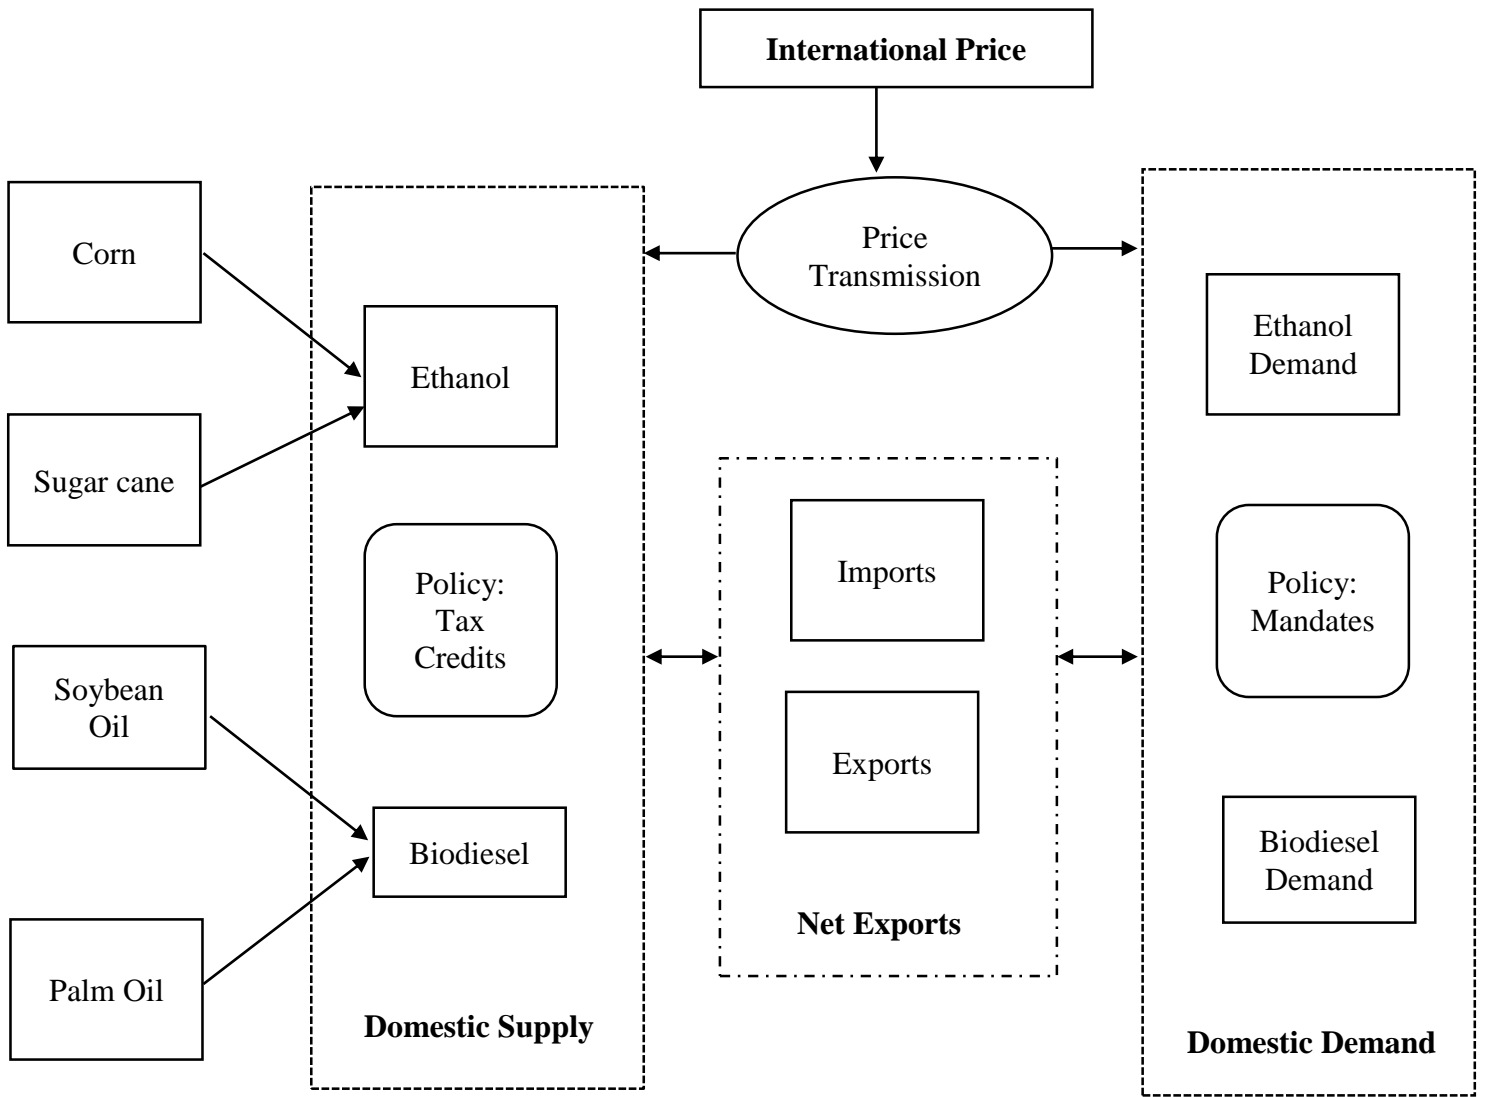 International Price
Price
Transmission
Corn
Sugar cane
Soybean
Oil
Palm Oil
Ethanol
Policy:
Tax
Credits
Biodiesel
Domestic Supply
Imports
Exports
Net Exports
Ethanol
Demand
Policy:
Mandates
Biodiesel
Demand
Domestic Demand